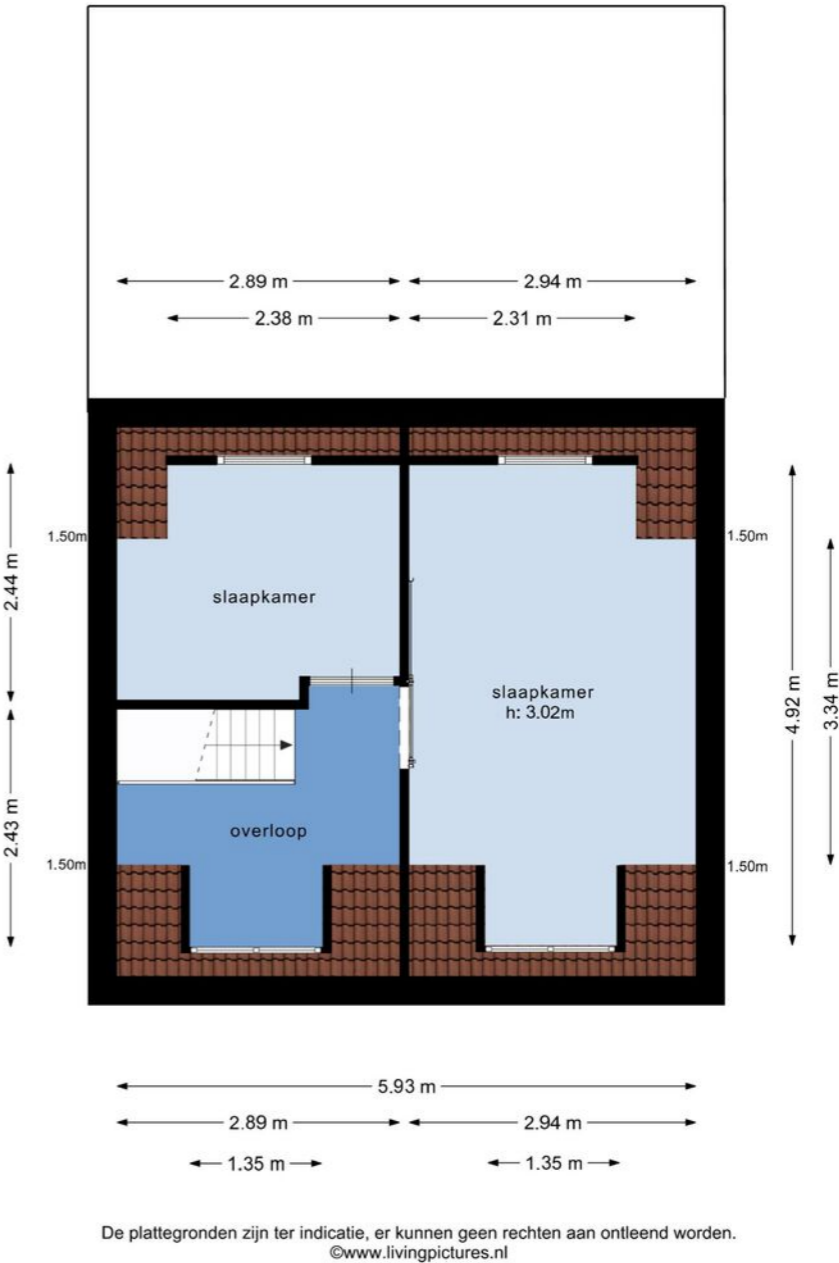 2.89 m
2.94 m
2.38 m
2.31 m
1.50m
1.50m
2.44 m
slaapkamer
slaapkamer
h: 3.02m
4.92 m
3.34 m
2.43 m
overloop
1.50m
1.50m
5.93 m
2.89 m
2.94 m
1.35 m
1.35 m
De plattegronden zijn ter indicatie, er kunnen geen rechten aan ontleend worden.
©www.livingpictures.nl